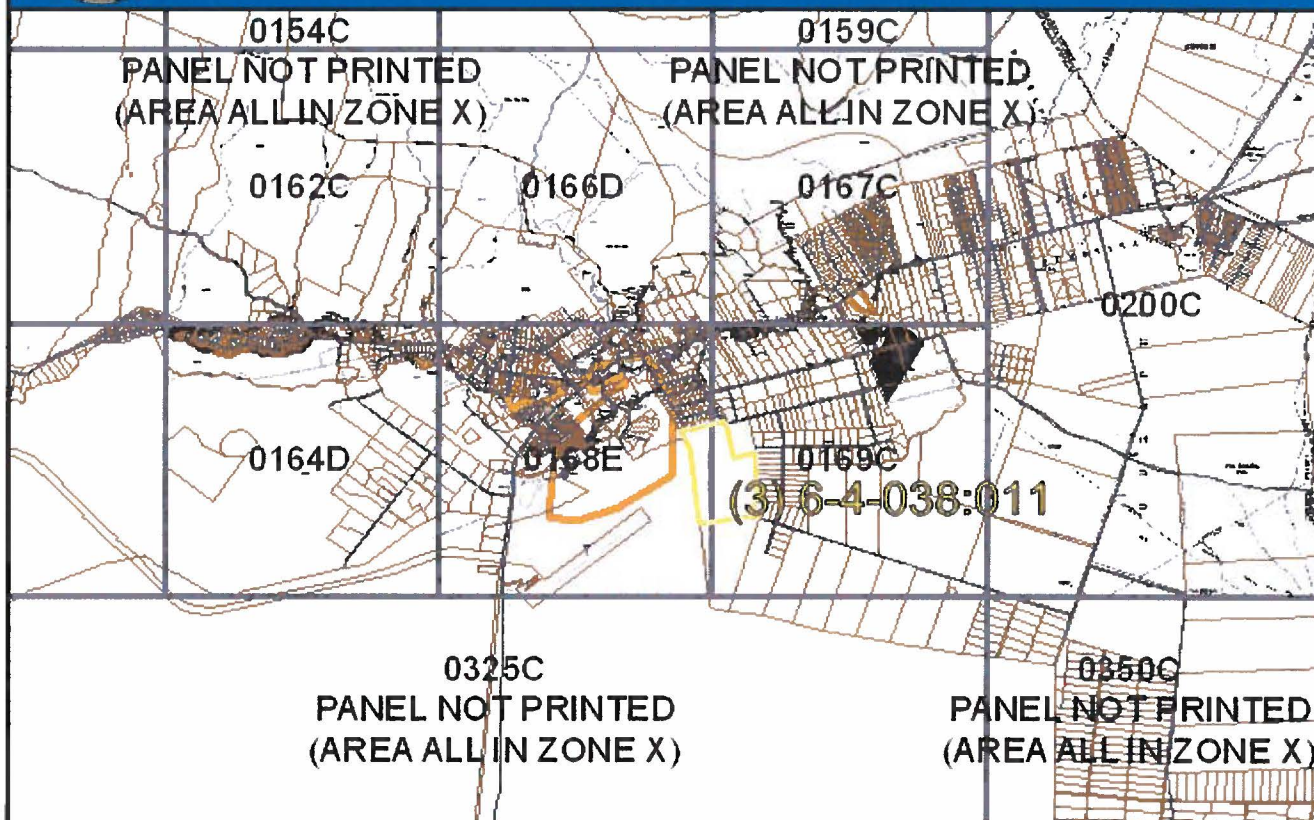 0154C
PANEL NOT PRINTED
(AREA ALL IN ZONE X)
0159C
PANEL NOT PRINTED
(AREA ALL IN ZONE X)
0162C
0166D
0167C
0200C
0164D
0168E
0169C
(3) 6-4-038:011
0325C
PANEL NOT PRINTED
(AREA ALL IN ZONE X)
0350C
PANEL NOT PRINTED
(AREA ALL IN ZONE X)